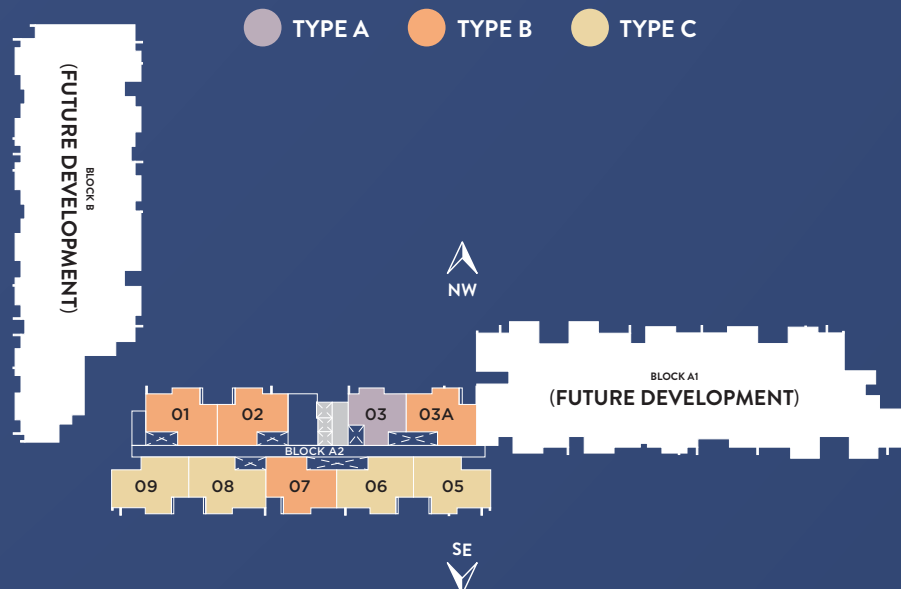 TYPE A
TYPE B
TYPE C
BLOCK B
(FUTURE DEVELOPMENT)
NW
BLOCK A1
(FUTURE DEVELOPMENT)
01
02
03
03A
BLOCK A2
09
08
07
06
05
SE